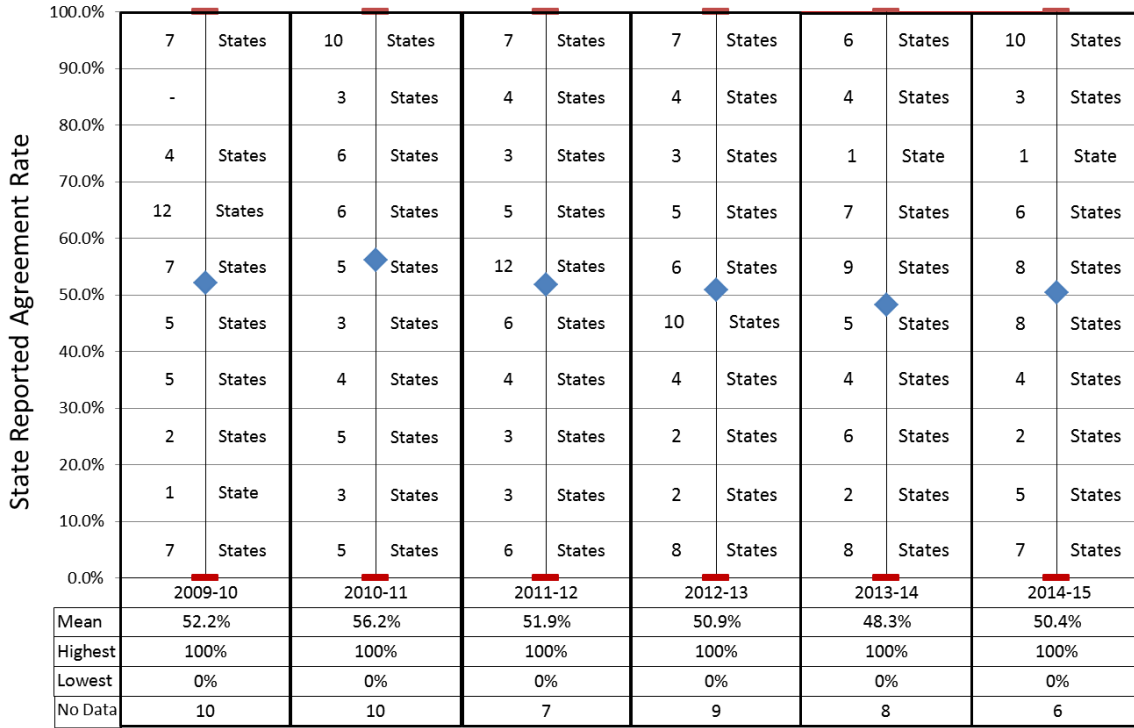 State Reported Agreement Rate
100.0%
7 States 10 States 7 States 7 States 6 States 10 States
90.0%
- 3 States 4 States 4 States 4 States 3 States
80.0%
4 States 6 States 3 States 3 States 1 State 1 State
70.0%
12 States 6 States 5 States 5 States 7 States 6 States
60.0%
7 States 5 States 12 States 6 States 9 States 8 States
50.0%
5 States 3 States 6 States 10 States 5 States 8 States
40.0%
5 States 4 States 4 States 4 States 4 States 4 States
30.0%
2 States 5 States 3 States 2 States 6 States 2 States
20.0%
1 State 3 States 3 States 2 States 2 States 5 States
10.0%
7 States 5 States 6 States 8 States 8 States 7 States
0.0%
2009-10 2010-11 2011-12 2012-13 2013-14 2014-15
Mean 52.2% 56.2% 51.9% 50.9% 48.3% 50.4%
Highest 100% 100% 100% 100% 100% 100%
Lowest 0% 0% 0% 0% 0% 0%
No Data 10 10 7 9 8 6